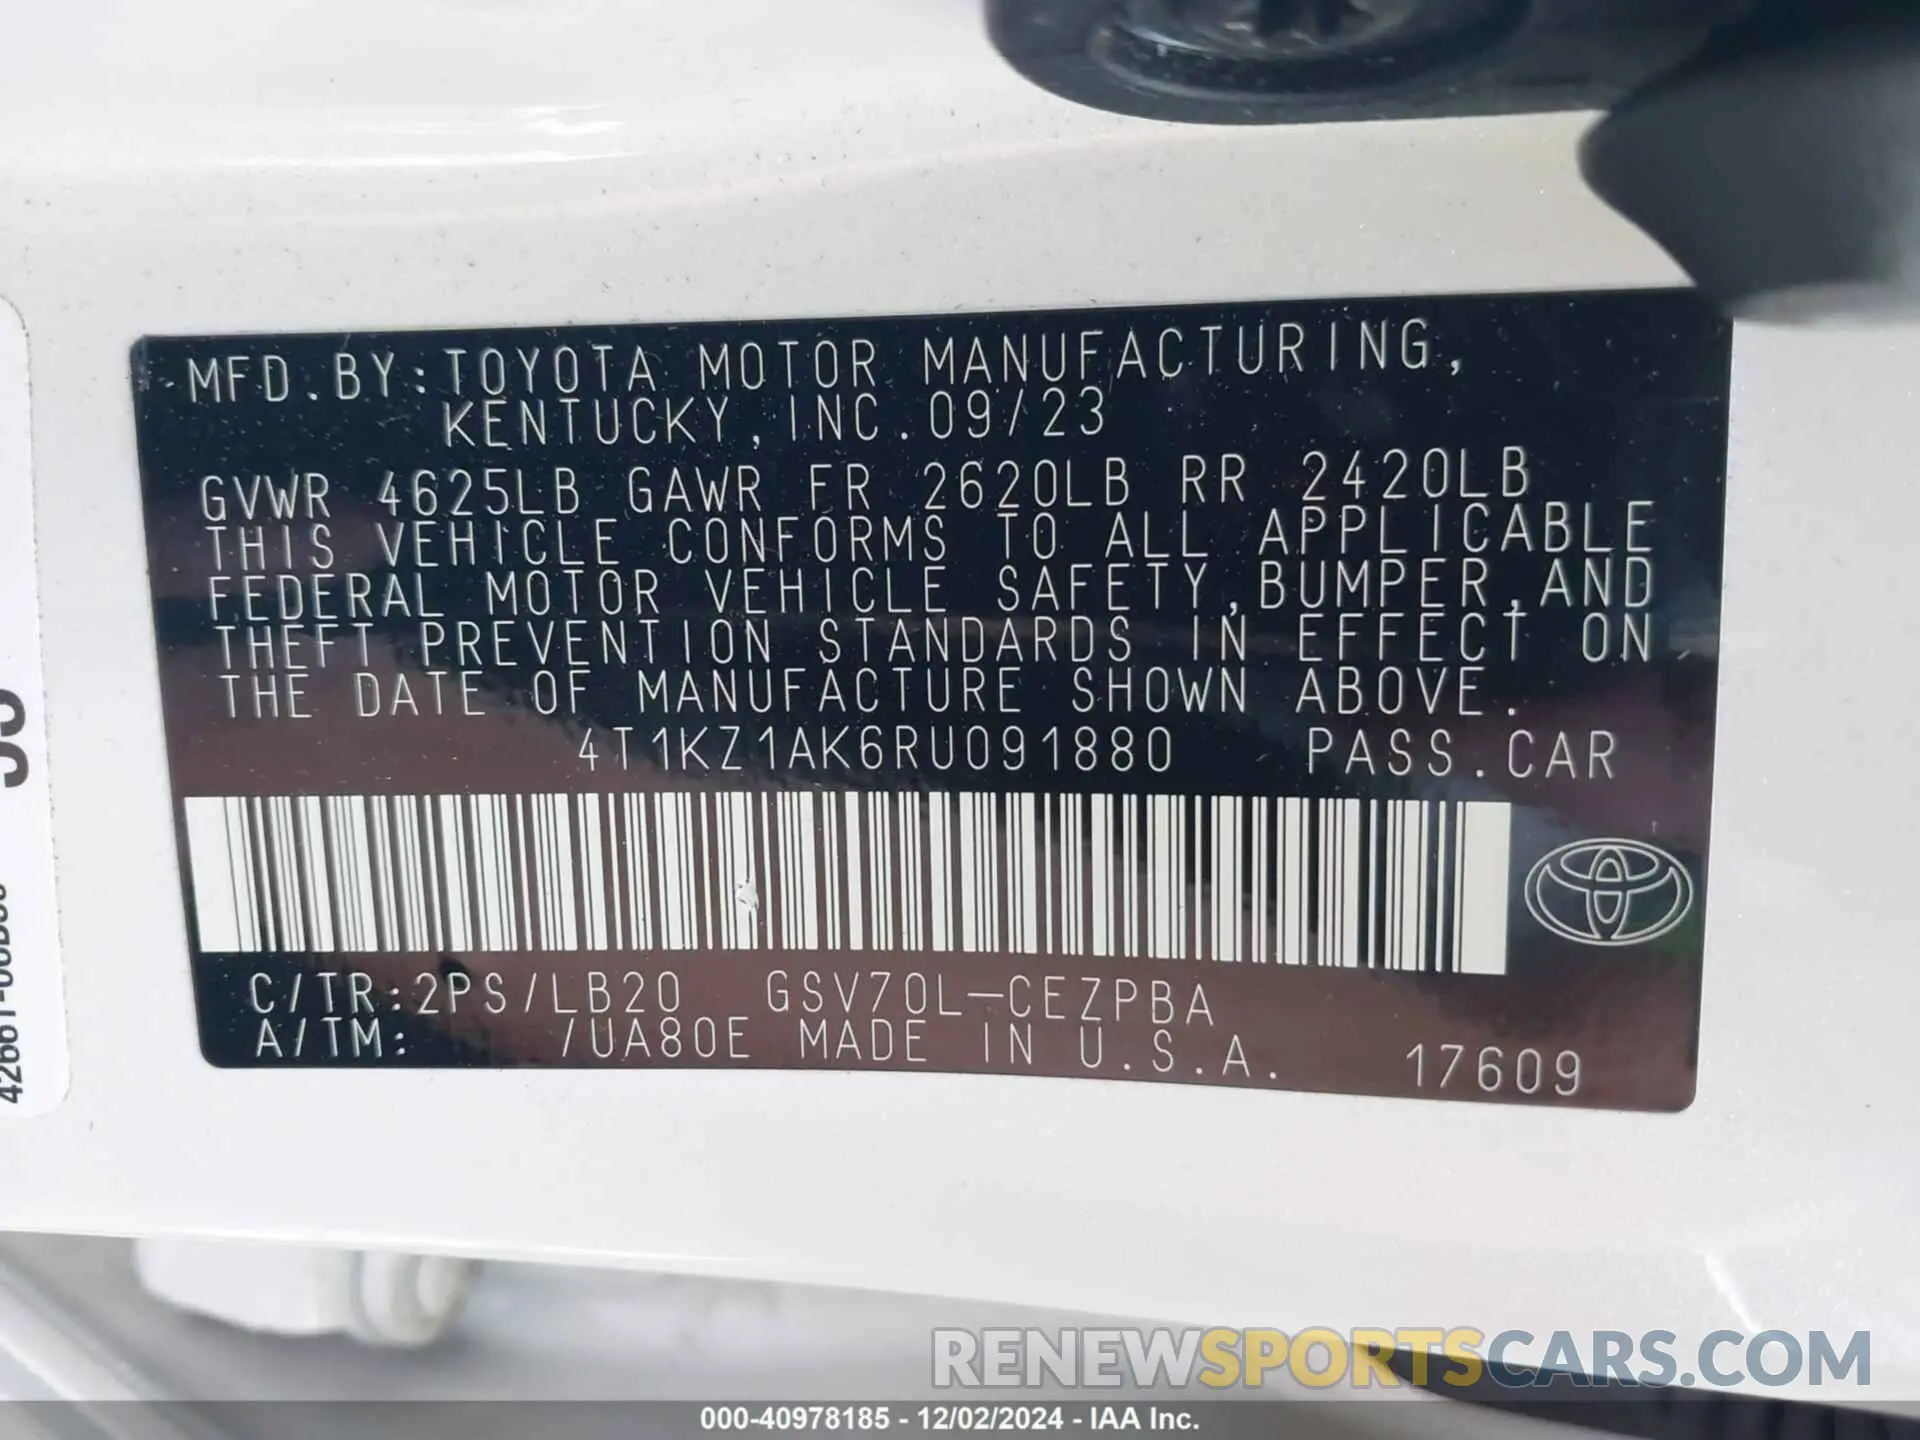 MFD.BY:TOYOTA MOTOR MANUFACTURING,
KENTUCKY, INC. 09/23
GVWR 4625LB GAWR FR 2620LB RR 2420LB
THIS VEHICLE CONFORMS TO ALL APPLICABLE
FEDERAL MOTOR VEHICLE SAFETY,BUMPER,AND
THEFT PREVENTION STANDARDS IN EFFECT ON
THE DATE OF MANUFACTURE SHOWN ABOVE.
4T1KZ1AK6RU091880 PASS.CAR
C/TR:2PS/LB20 GSV70L-CEZPBA
A/TM: /UA80E MADE IN U.S.A. 17609
RENEWSPORTSCARS.COM
000-40978185 - 12/02/2024 - IAA Inc.